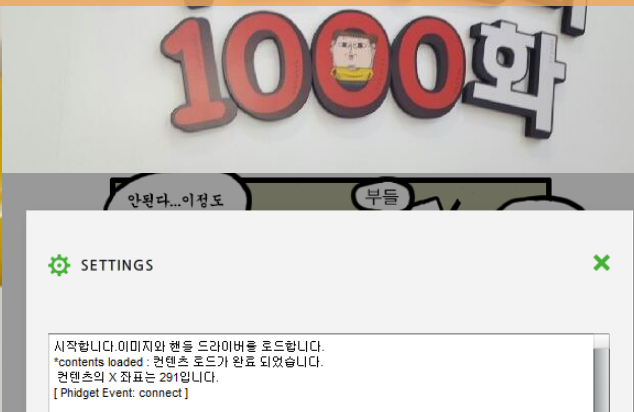 1000화
안된다...이정도
부들
SETTINGS
시작합니다.이미지와 핸들 드라이버를 로드합니다.
*contents loaded : 컨텐츠 로드가 완료 되었습니다.
컨텐츠의 X 좌표는 291입니다.
[ Phidget Event: connect ]